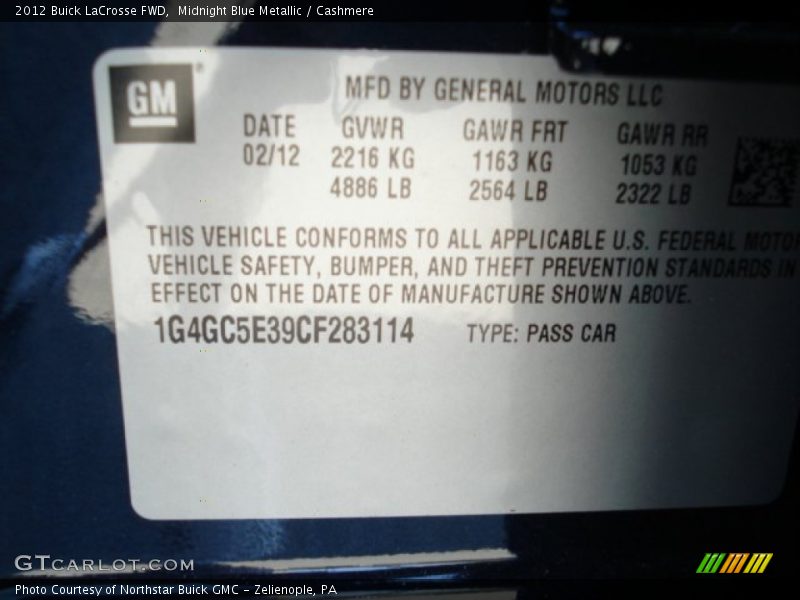 2012 Buick LaCrosse FWD,  Midnight Blue Metallic / Cashmere
GM®
MFD BY GENERAL MOTORS LLC
DATE GVWR GAWR FRT GAWR RR
02/12 2216 KG 1163 KG 1053 KG
4886 LB 2564 LB 2322 LB
THIS VEHICLE CONFORMS TO ALL APPLICABLE U.S. FEDERAL MOTOR
VEHICLE SAFETY, BUMPER, AND THEFT PREVENTION STANDARDS IN
EFFECT ON THE DATE OF MANUFACTURE SHOWN ABOVE.
1G4GC5E39CF283114 TYPE: PASS CAR
GTCARLOT.COM
Photo Courtesy of Northstar Buick GMC – Zelienople, PA